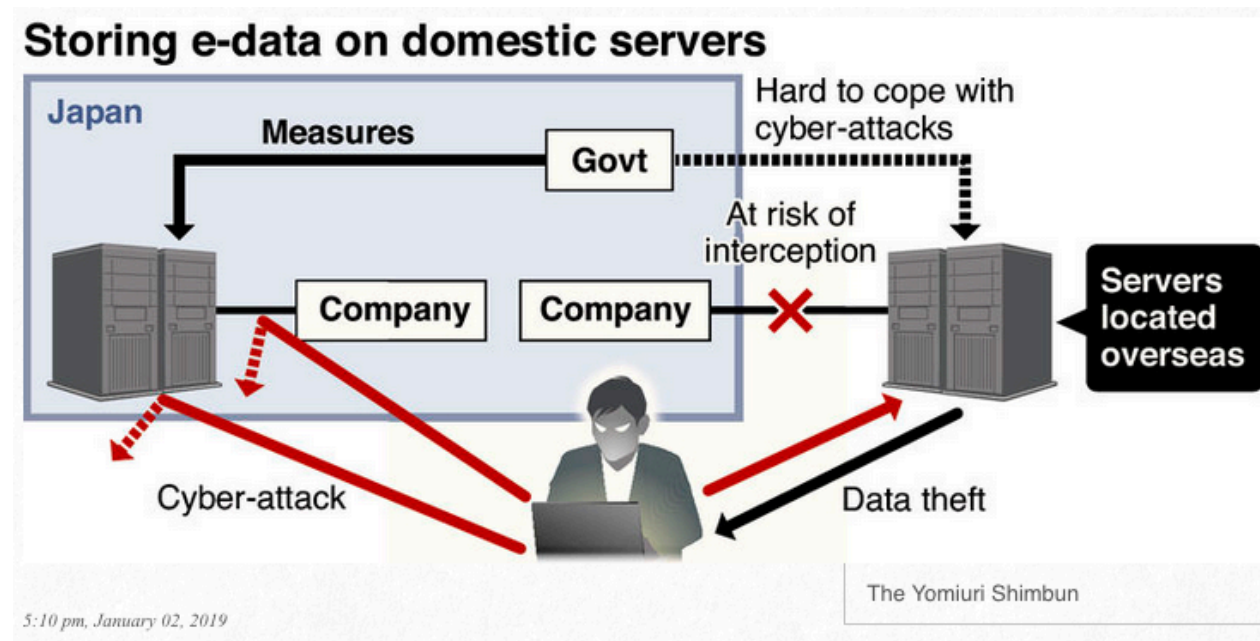 Storing e-data on domestic servers
Japan
Measures
Govt
Hard to cope with
cyber-attacks
At risk of
interception
Company
Company
Servers
located
overseas
Cyber-attack
Data theft
The Yomiuri Shimbun
5:10 pm, January 02, 2019